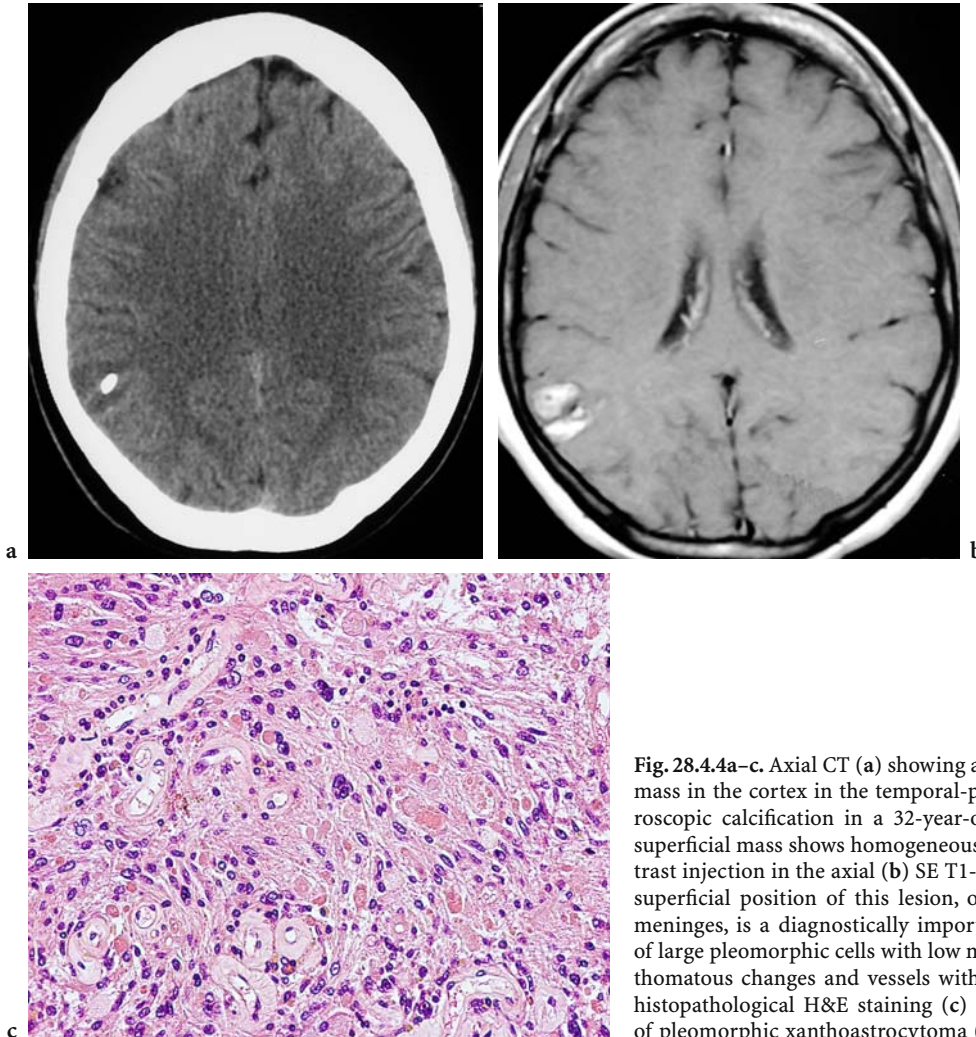 a
b
c
Fig. 28.4.4a–c. Axial CT (a) showing a
mass in the cortex in the temporal-p
roscopic calcification in a 32-year-o
superficial mass shows homogeneous
trast injection in the axial (b) SE T1-
superficial position of this lesion, o
meninges, is a diagnostically impor
of large pleomorphic cells with low m
thomatous changes and vessels with
histopathological H&E staining (c)
of pleomorphic xanthoastrocytoma (